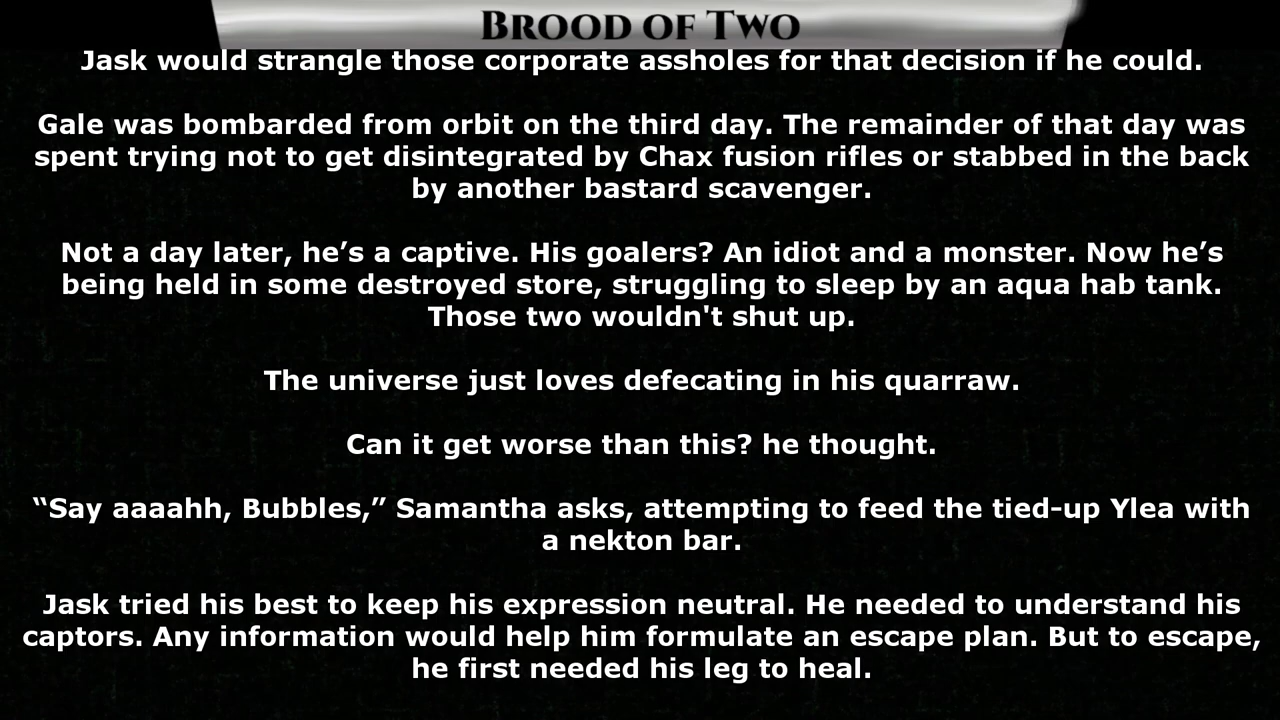 Brood of Two
Jask would strangle those corporate assholes for that decision if he could.
Gale was bombarded from orbit on the third day. The remainder of that day was
spent trying not to get disintegrated by Chax fusion rifles or stabbed in the back
by another bastard scavenger.
Not a day later, he’s a captive. His goalers? An idiot and a monster. Now he’s
being held in some destroyed store, struggling to sleep by an aqua hab tank.
Those two wouldn't shut up.
The universe just loves defecating in his quarraw.
Can it get worse than this? he thought.
“Say aaaahh, Bubbles,” Samantha asks, attempting to feed the tied-up Ylea with
a nekton bar.
Jask tried his best to keep his expression neutral. He needed to understand his
captors. Any information would help him formulate an escape plan. But to escape,
he first needed his leg to heal.